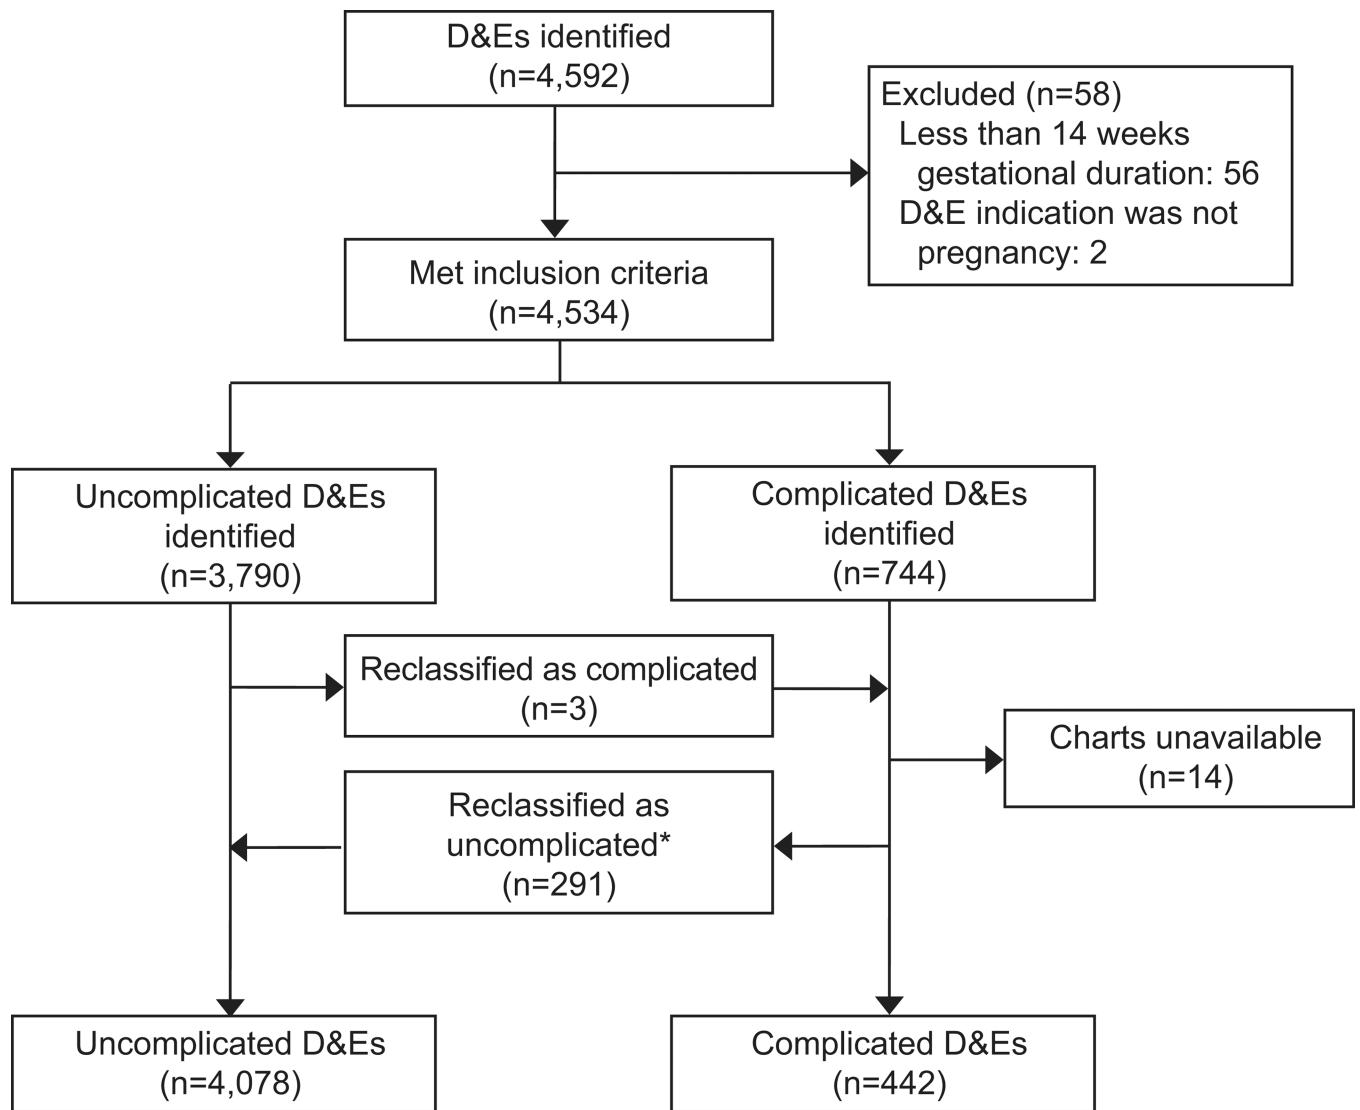 D&Es identified
(n=4,592)
Excluded (n=58)
Less than 14 weeks
gestational duration: 56
D&E indication was not
pregnancy: 2
Met inclusion criteria
(n=4,534)
Uncomplicated D&Es
identified
(n=3,790)
Complicated D&Es
identified
(n=744)
Reclassified as complicated
(n=3)
Charts unavailable
(n=14)
Reclassified as
uncomplicated*
(n=291)
Uncomplicated D&Es
(n=4,078)
Complicated D&Es
(n=442)